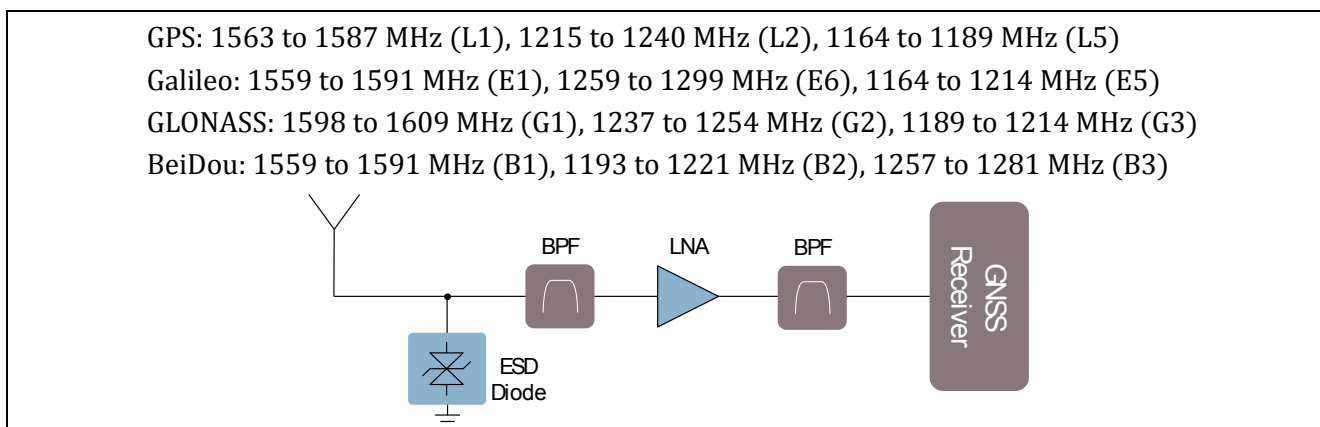 GPS: 1563 to 1587 MHz (L1), 1215 to 1240 MHz (L2), 1164 to 1189 MHz (L5)
Galileo: 1559 to 1591 MHz (E1), 1259 to 1299 MHz (E6), 1164 to 1214 MHz (E5)
GLONASS: 1598 to 1609 MHz (G1), 1237 to 1254 MHz (G2), 1189 to 1214 MHz (G3)
BeiDou: 1559 to 1591 MHz (B1), 1193 to 1221 MHz (B2), 1257 to 1281 MHz (B3)
BPF
LNA
BPF
GNSS
Receiver
ESD
Diode